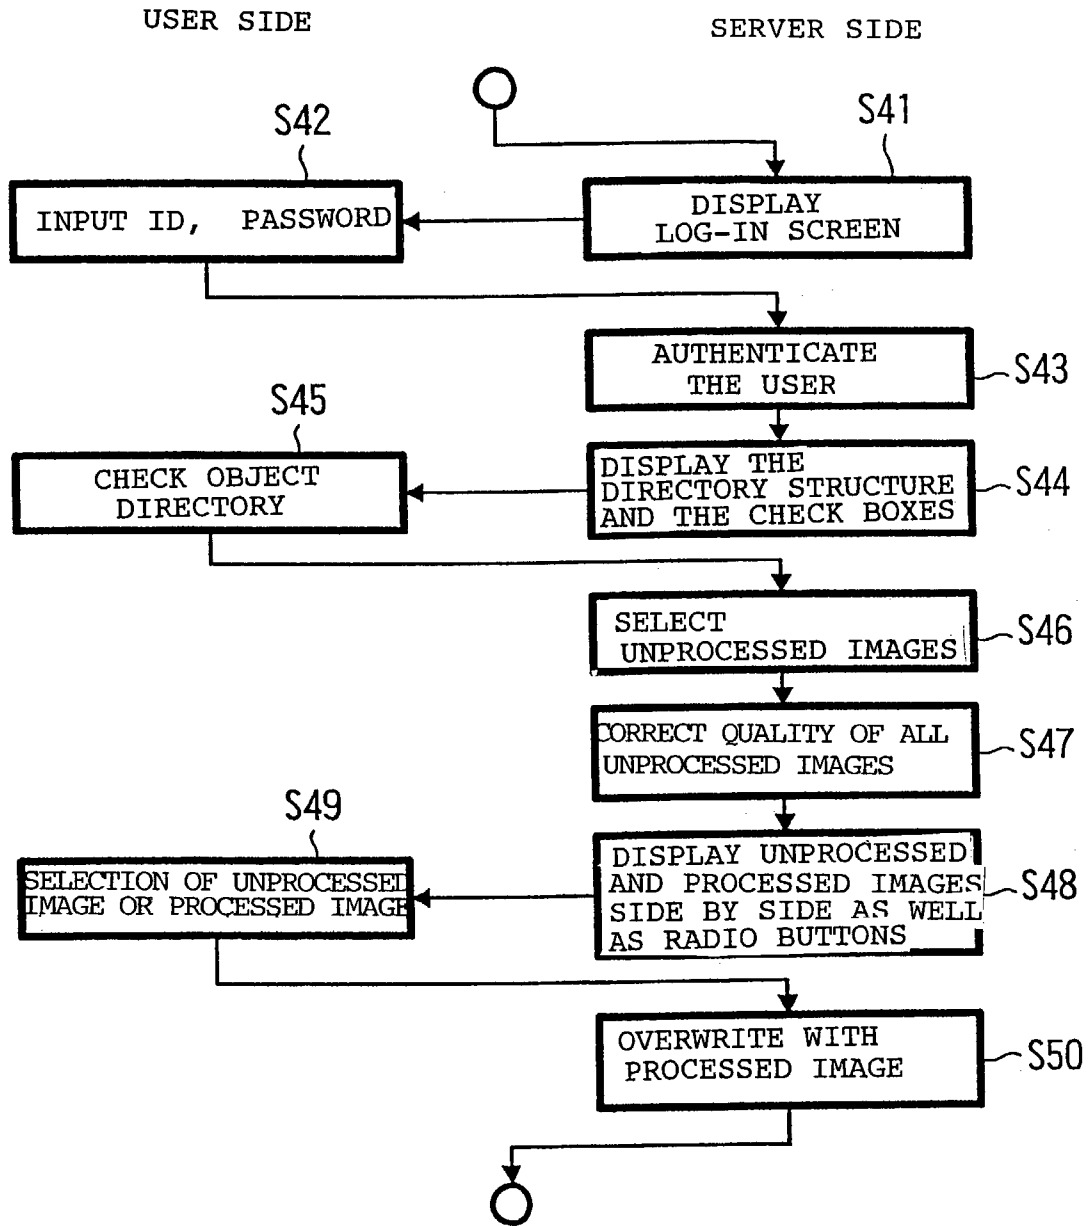 USER SIDE
SERVER SIDE
S42
S41
INPUT ID, PASSWORD
DISPLAY
LOG-IN SCREEN
AUTHENTICATE
THE USER
S43
S45
CHECK OBJECT
DIRECTORY
DISPLAY THE
DIRECTORY STRUCTURE
AND THE CHECK BOXES
S44
SELECT
UNPROCESSED IMAGES
S46
CORRECT QUALITY OF ALL
UNPROCESSED IMAGES
S47
S49
SELECTION OF UNPROCESSED
IMAGE OR PROCESSED IMAGE
DISPLAY UNPROCESSED
AND PROCESSED IMAGES
SIDE BY SIDE AS WELL
AS RADIO BUTTONS
S48
OVERWRITE WITH
PROCESSED IMAGE
S50